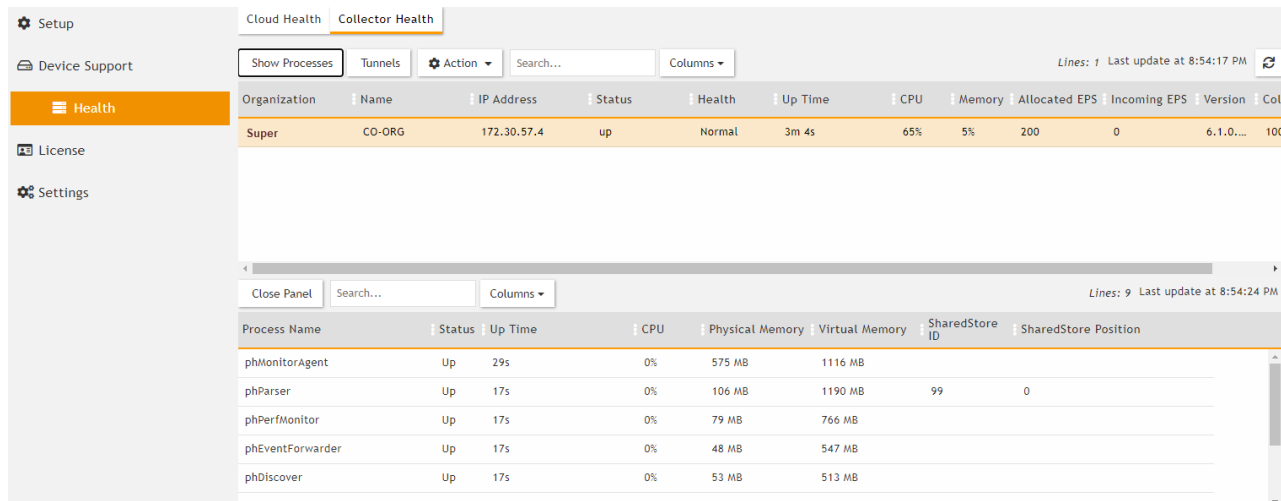 Setup
Device Support
Health
License
Settings
Cloud Health Collector Health
Show Processes Tunnels Action Search... Columns Lines: 1 Last update at 8:54:17 PM
Organization Name IP Address Status Health Up Time CPU Memory Allocated EPS Incoming EPS Version Col
Super CO-ORG 172.30.57.4 up Normal 3m 4s 65% 5% 200 0 6.1.0.... 100
Close Panel Search... Columns Lines: 9 Last update at 8:54:24 PM
Process Name Status Up Time CPU Physical Memory Virtual Memory SharedStore ID SharedStore Position
phMonitorAgent Up 29s 0% 575 MB 1116 MB
phParser Up 17s 0% 106 MB 1190 MB 99 0
phPerfMonitor Up 17s 0% 79 MB 766 MB
phEventForwarder Up 17s 0% 48 MB 547 MB
phDiscover Up 17s 0% 53 MB 513 MB